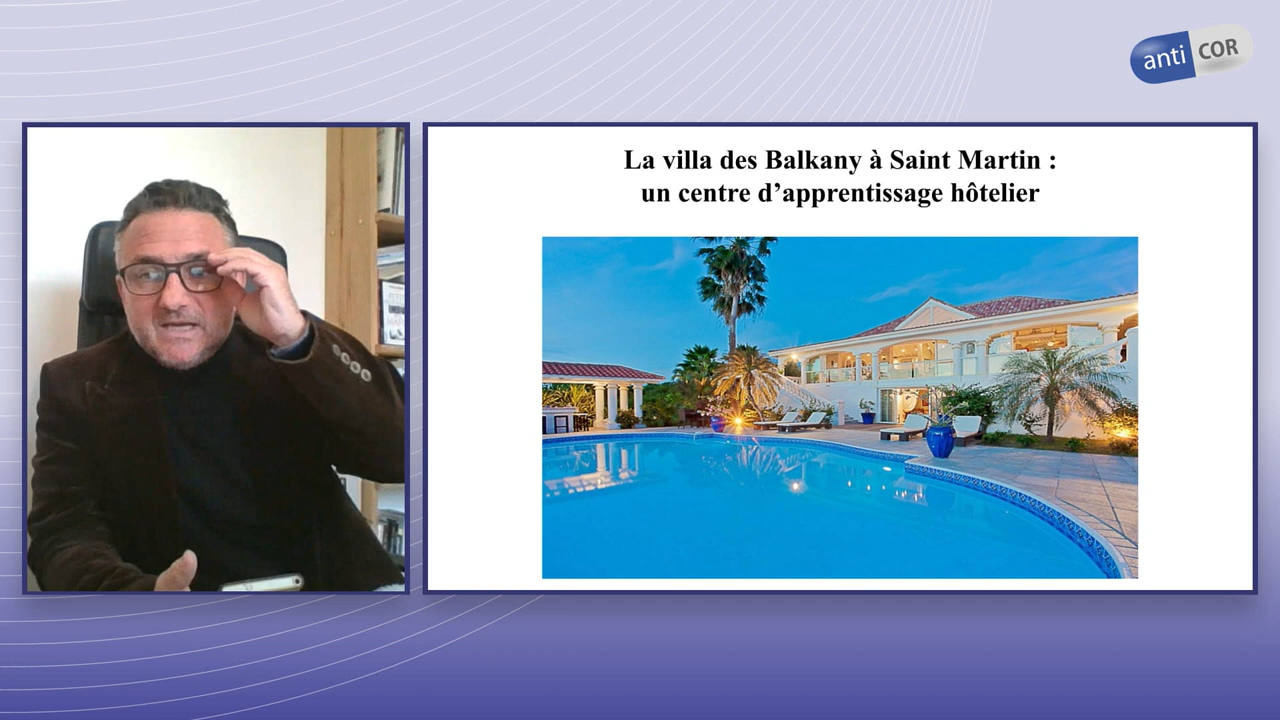 anti COR
La villa des Balkany à Saint Martin :
un centre d’apprentissage hôtelier